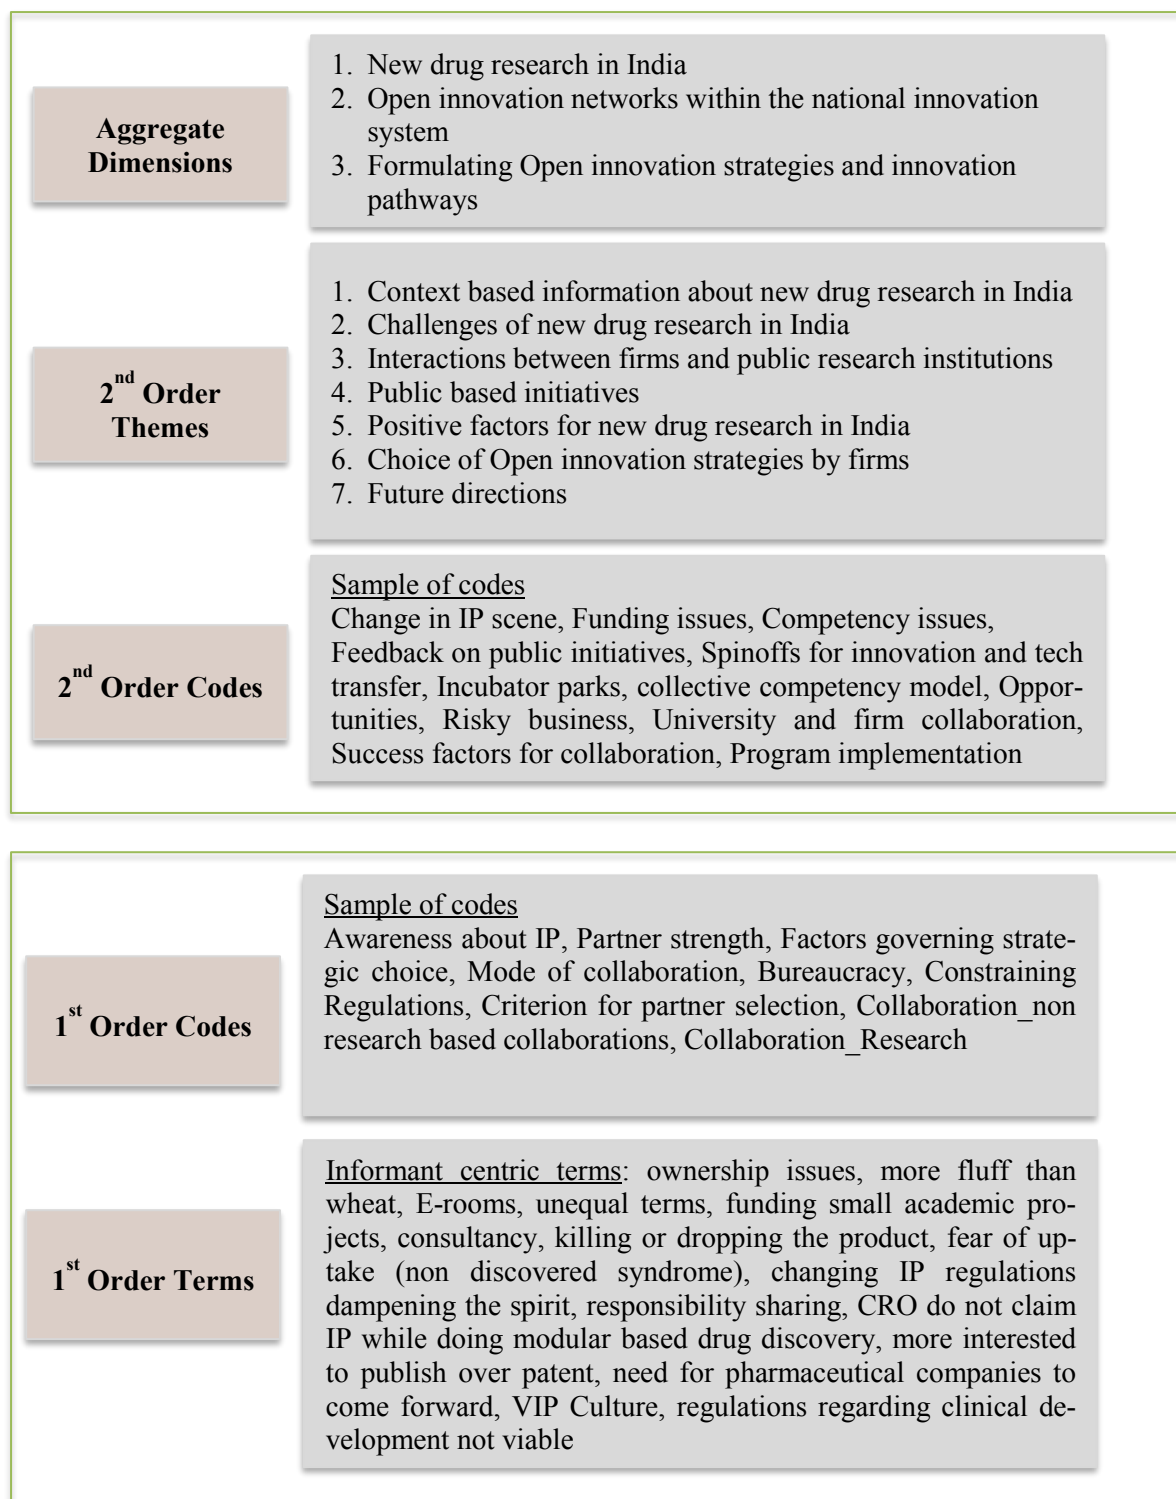 Aggregate
Dimensions
1. New drug research in India
2. Open innovation networks within the national innovation
system
3. Formulating Open innovation strategies and innovation
pathways
2nd Order
Themes
1. Context based information about new drug research in India
2. Challenges of new drug research in India
3. Interactions between firms and public research institutions
4. Public based initiatives
5. Positive factors for new drug research in India
6. Choice of Open innovation strategies by firms
7. Future directions
2nd Order Codes
Sample of codes
Change in IP scene, Funding issues, Competency issues,
Feedback on public initiatives, Spinoffs for innovation and tech
transfer, Incubator parks, collective competency model, Oppor-
tunities, Risky business, University and firm collaboration,
Success factors for collaboration, Program implementation
1st Order Codes
Sample of codes
Awareness about IP, Partner strength, Factors governing strate-
gic choice, Mode of collaboration, Bureaucracy, Constraining
Regulations, Criterion for partner selection, Collaboration_non
research based collaborations, Collaboration_Research
1st Order Terms
Informant centric terms: ownership issues, more fluff than
wheat, E-rooms, unequal terms, funding small academic pro-
jects, consultancy, killing or dropping the product, fear of up-
take (non discovered syndrome), changing IP regulations
dampening the spirit, responsibility sharing, CRO do not claim
IP while doing modular based drug discovery, more interested
to publish over patent, need for pharmaceutical companies to
come forward, VIP Culture, regulations regarding clinical de-
velopment not viable